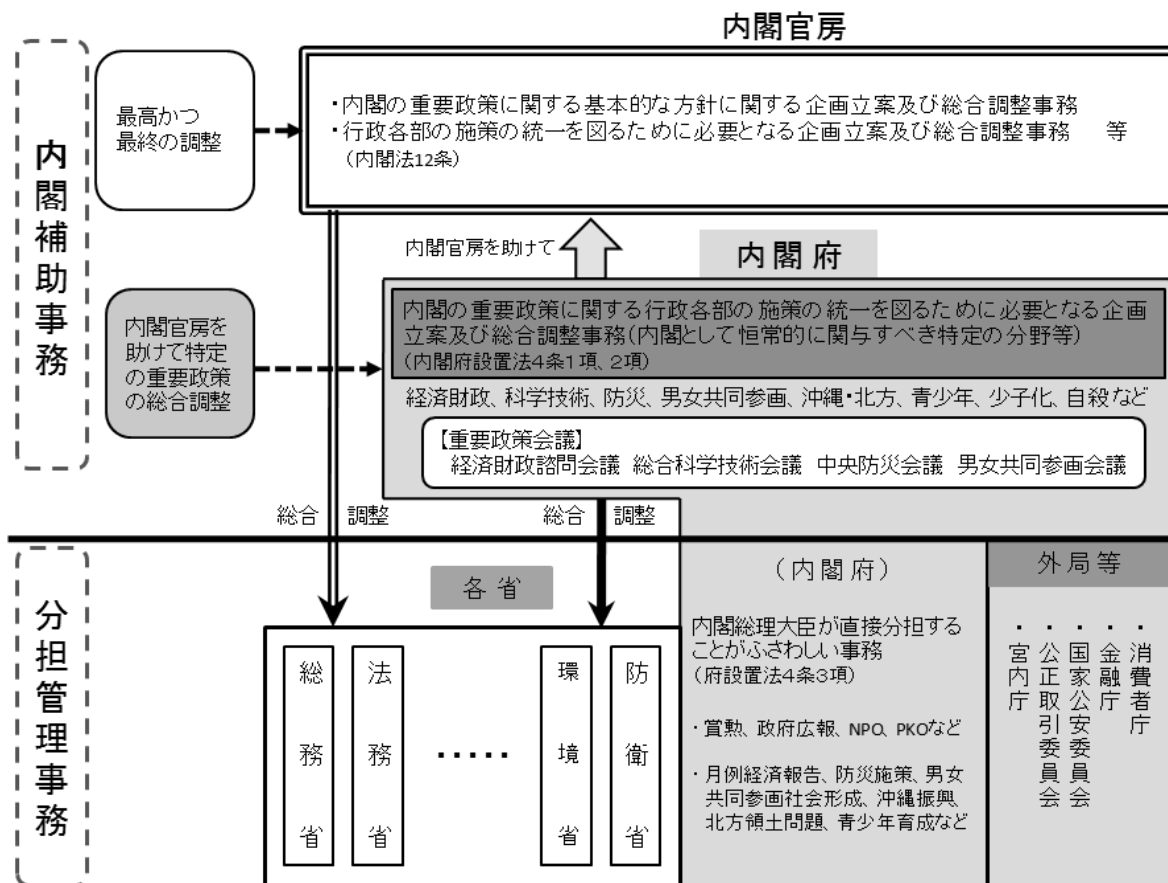 内閣官房
内閣補助事務
最高かつ
最終の調整
・内閣の重要政策に関する基本的な方針に関する企画立案及び総合調整事務
・行政各部の施策の統一を図るために必要となる企画立案及び総合調整事務 等
(内閣法12条)
内閣官房を助けて
内閣府
内閣官房を
助けて特定
の重要政策
の総合調整
内閣の重要政策に関する行政各部の施策の統一を図るために必要となる企画
立案及び総合調整事務(内閣として恒常的に関与すべき特定の分野等)
(内閣府設置法4条1項、2項)
経済財政、科学技術、防災、男女共同参画、沖縄・北方、青少年、少子化、自殺など
【重要政策会議】
経済財政諮問会議 総合科学技術会議 中央防災会議 男女共同参画会議
総合 調整
総合 調整
分担管理事務
各省
総務省
法務省
・・・・・
環境省
防衛省
(内閣府)
内閣総理大臣が直接分担する
ことがふさわしい事務
(府設置法4条3項)
・賞勲、政府広報、NPO、PKOなど
・月例経済報告、防災施策、男女
共同参画社会形成、沖縄振興、
北方領土問題、青少年育成など
外局等
・宮内庁
・公正取引委員会
・国家公安委員会
・金融庁
・消費者庁